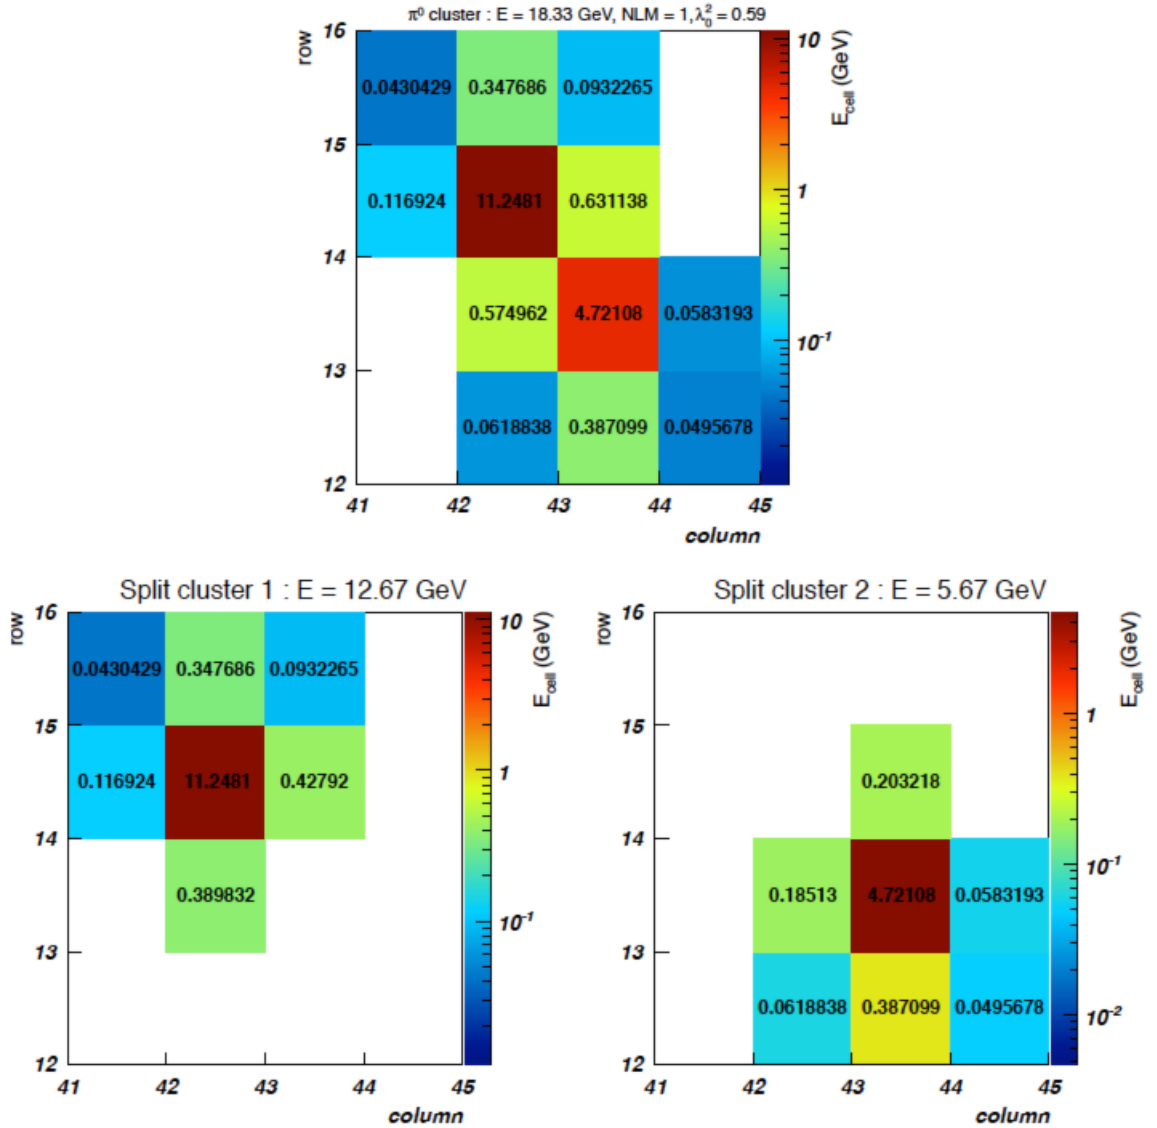 π⁰ cluster : E = 18.33 GeV, NLM = 1,λ₀² = 0.59
row
16
0.0430429 0.347686 0.0932265
10
E_cell (GeV)
15
0.116924 11.2481 0.631138
1
14
0.574962 4.72108 0.0583193
10⁻¹
13
0.0618838 0.387099 0.0495678
12
41 42 43 44 45
column
Split cluster 1 : E = 12.67 GeV
row
16
0.0430429 0.347686 0.0932265
10
E_cell (GeV)
15
0.116924 11.2481 0.42792
1
14
0.389832
10⁻¹
13
12
41 42 43 44 45
column
Split cluster 2 : E = 5.67 GeV
row
16
E_cell (GeV)
15
1
0.203218
14
10⁻¹
0.18513 4.72108 0.0583193
13
0.0618838 0.387099 0.0495678
10⁻²
12
41 42 43 44 45
column